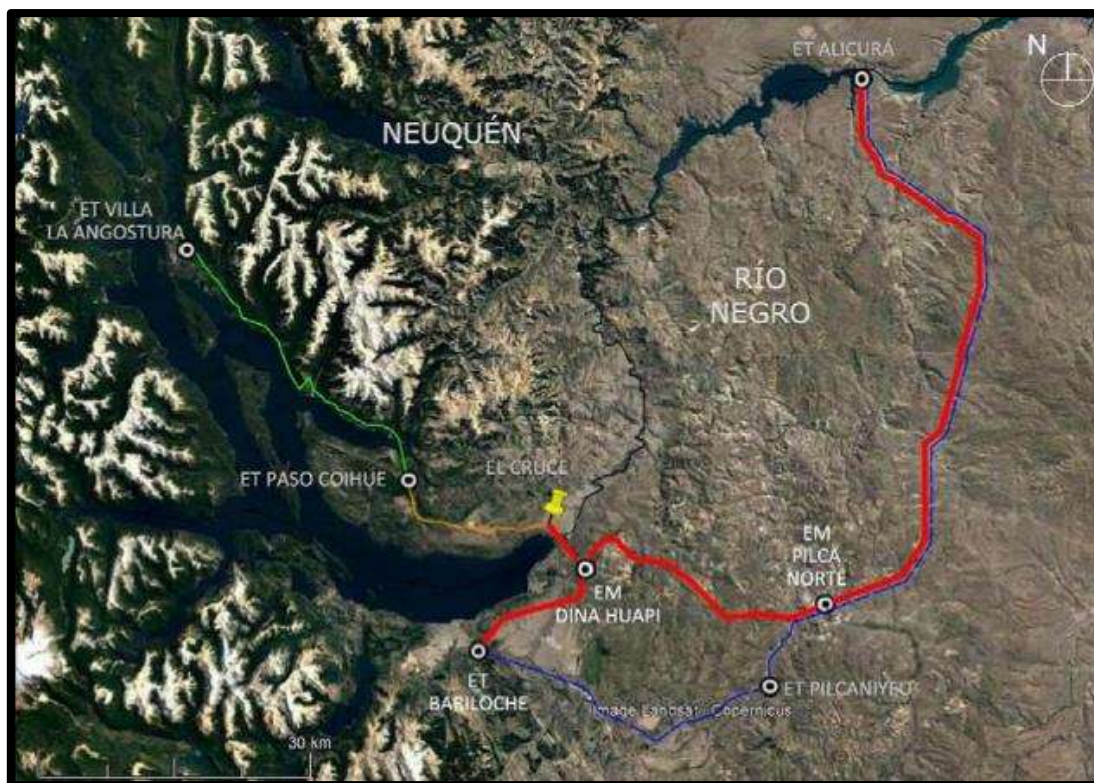 ET ALICURÁ
N
NEUQUÉN
ET VILLA
LA ANGOSTURA
RÍO
NEGRO
ET PASO COIHUE
EL CRUCE
EM
PILCA
NORTE
EM
DINA HUAPI
ET
BARILOCHE
ET PILCANIYEU
Image Landsat / Copernicus
30 km